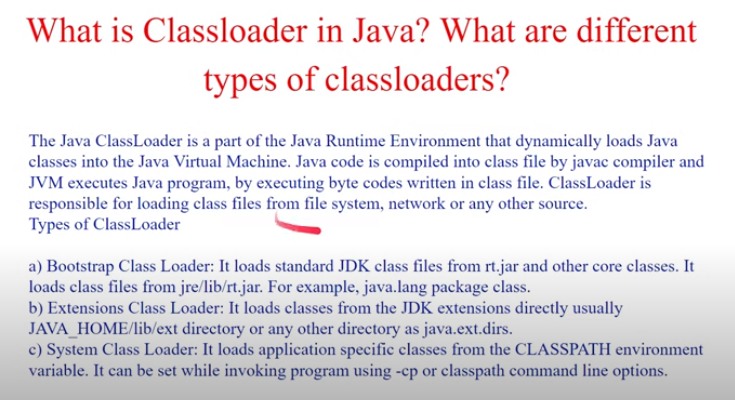 What is Classloader in Java? What are different
types of classloaders?
The Java ClassLoader is a part of the Java Runtime Environment that dynamically loads Java
classes into the Java Virtual Machine. Java code is compiled into class file by javac compiler and
JVM executes Java program, by executing byte codes written in class file. ClassLoader is
responsible for loading class files from file system, network or any other source.
Types of ClassLoader
a) Bootstrap Class Loader: It loads standard JDK class files from rt.jar and other core classes. It
loads class files from jre/lib/rt.jar. For example, java.lang package class.
b) Extensions Class Loader: It loads classes from the JDK extensions directly usually
JAVA_HOME/lib/ext directory or any other directory as java.ext.dirs.
c) System Class Loader: It loads application specific classes from the CLASSPATH environment
variable. It can be set while invoking program using -cp or classpath command line options.